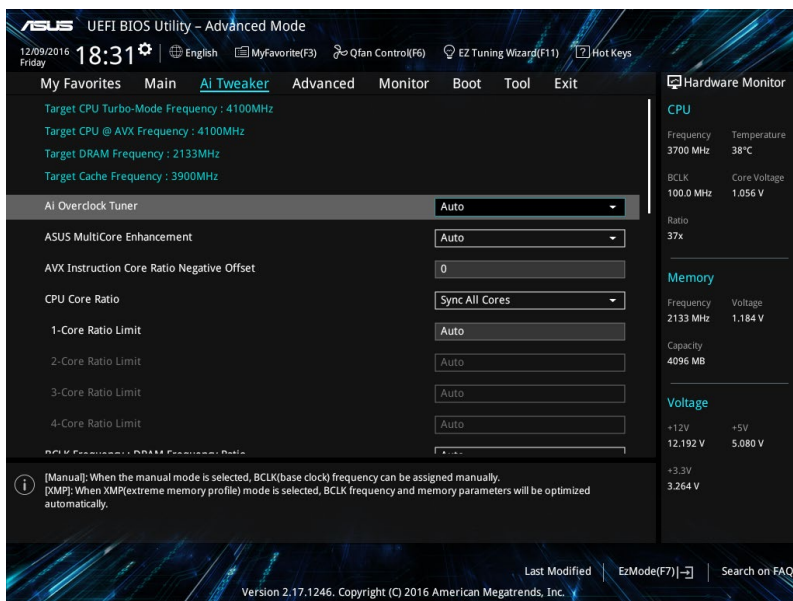 ASUS UEFI BIOS Utility – Advanced Mode
12/09/2016 Friday 18:31 English MyFavorite(F3) Qfan Control(F6) EZ Tuning Wizard(F11) ? Hot Keys
My Favorites Main Ai Tweaker Advanced Monitor Boot Tool Exit
Target CPU Turbo-Mode Frequency : 4100MHz
Target CPU @ AVX Frequency : 4100MHz
Target DRAM Frequency : 2133MHz
Target Cache Frequency : 3900MHz
Ai Overclock Tuner Auto
ASUS MultiCore Enhancement Auto
AVX Instruction Core Ratio Negative Offset 0
CPU Core Ratio Sync All Cores
1-Core Ratio Limit Auto
2-Core Ratio Limit Auto
3-Core Ratio Limit Auto
4-Core Ratio Limit Auto
BCLK Frequency : DRAM Frequency Ratio Auto
[Manual]: When the manual mode is selected, BCLK(base clock) frequency can be assigned manually.
[XMP]: When XMP(extreme memory profile) mode is selected, BCLK frequency and memory parameters will be optimized
automatically.
Hardware Monitor
CPU
Frequency Temperature
3700 MHz 38°C
BCLK Core Voltage
100.0 MHz 1.056 V
Ratio
37x
Memory
Frequency Voltage
2133 MHz 1.184 V
Capacity
4096 MB
Voltage
+12V +5V
12.192 V 5.080 V
+3.3V
3.264 V
Last Modified EzMode(F7) Search on FAQ
Version 2.17.1246. Copyright (C) 2016 American Megatrends, Inc.